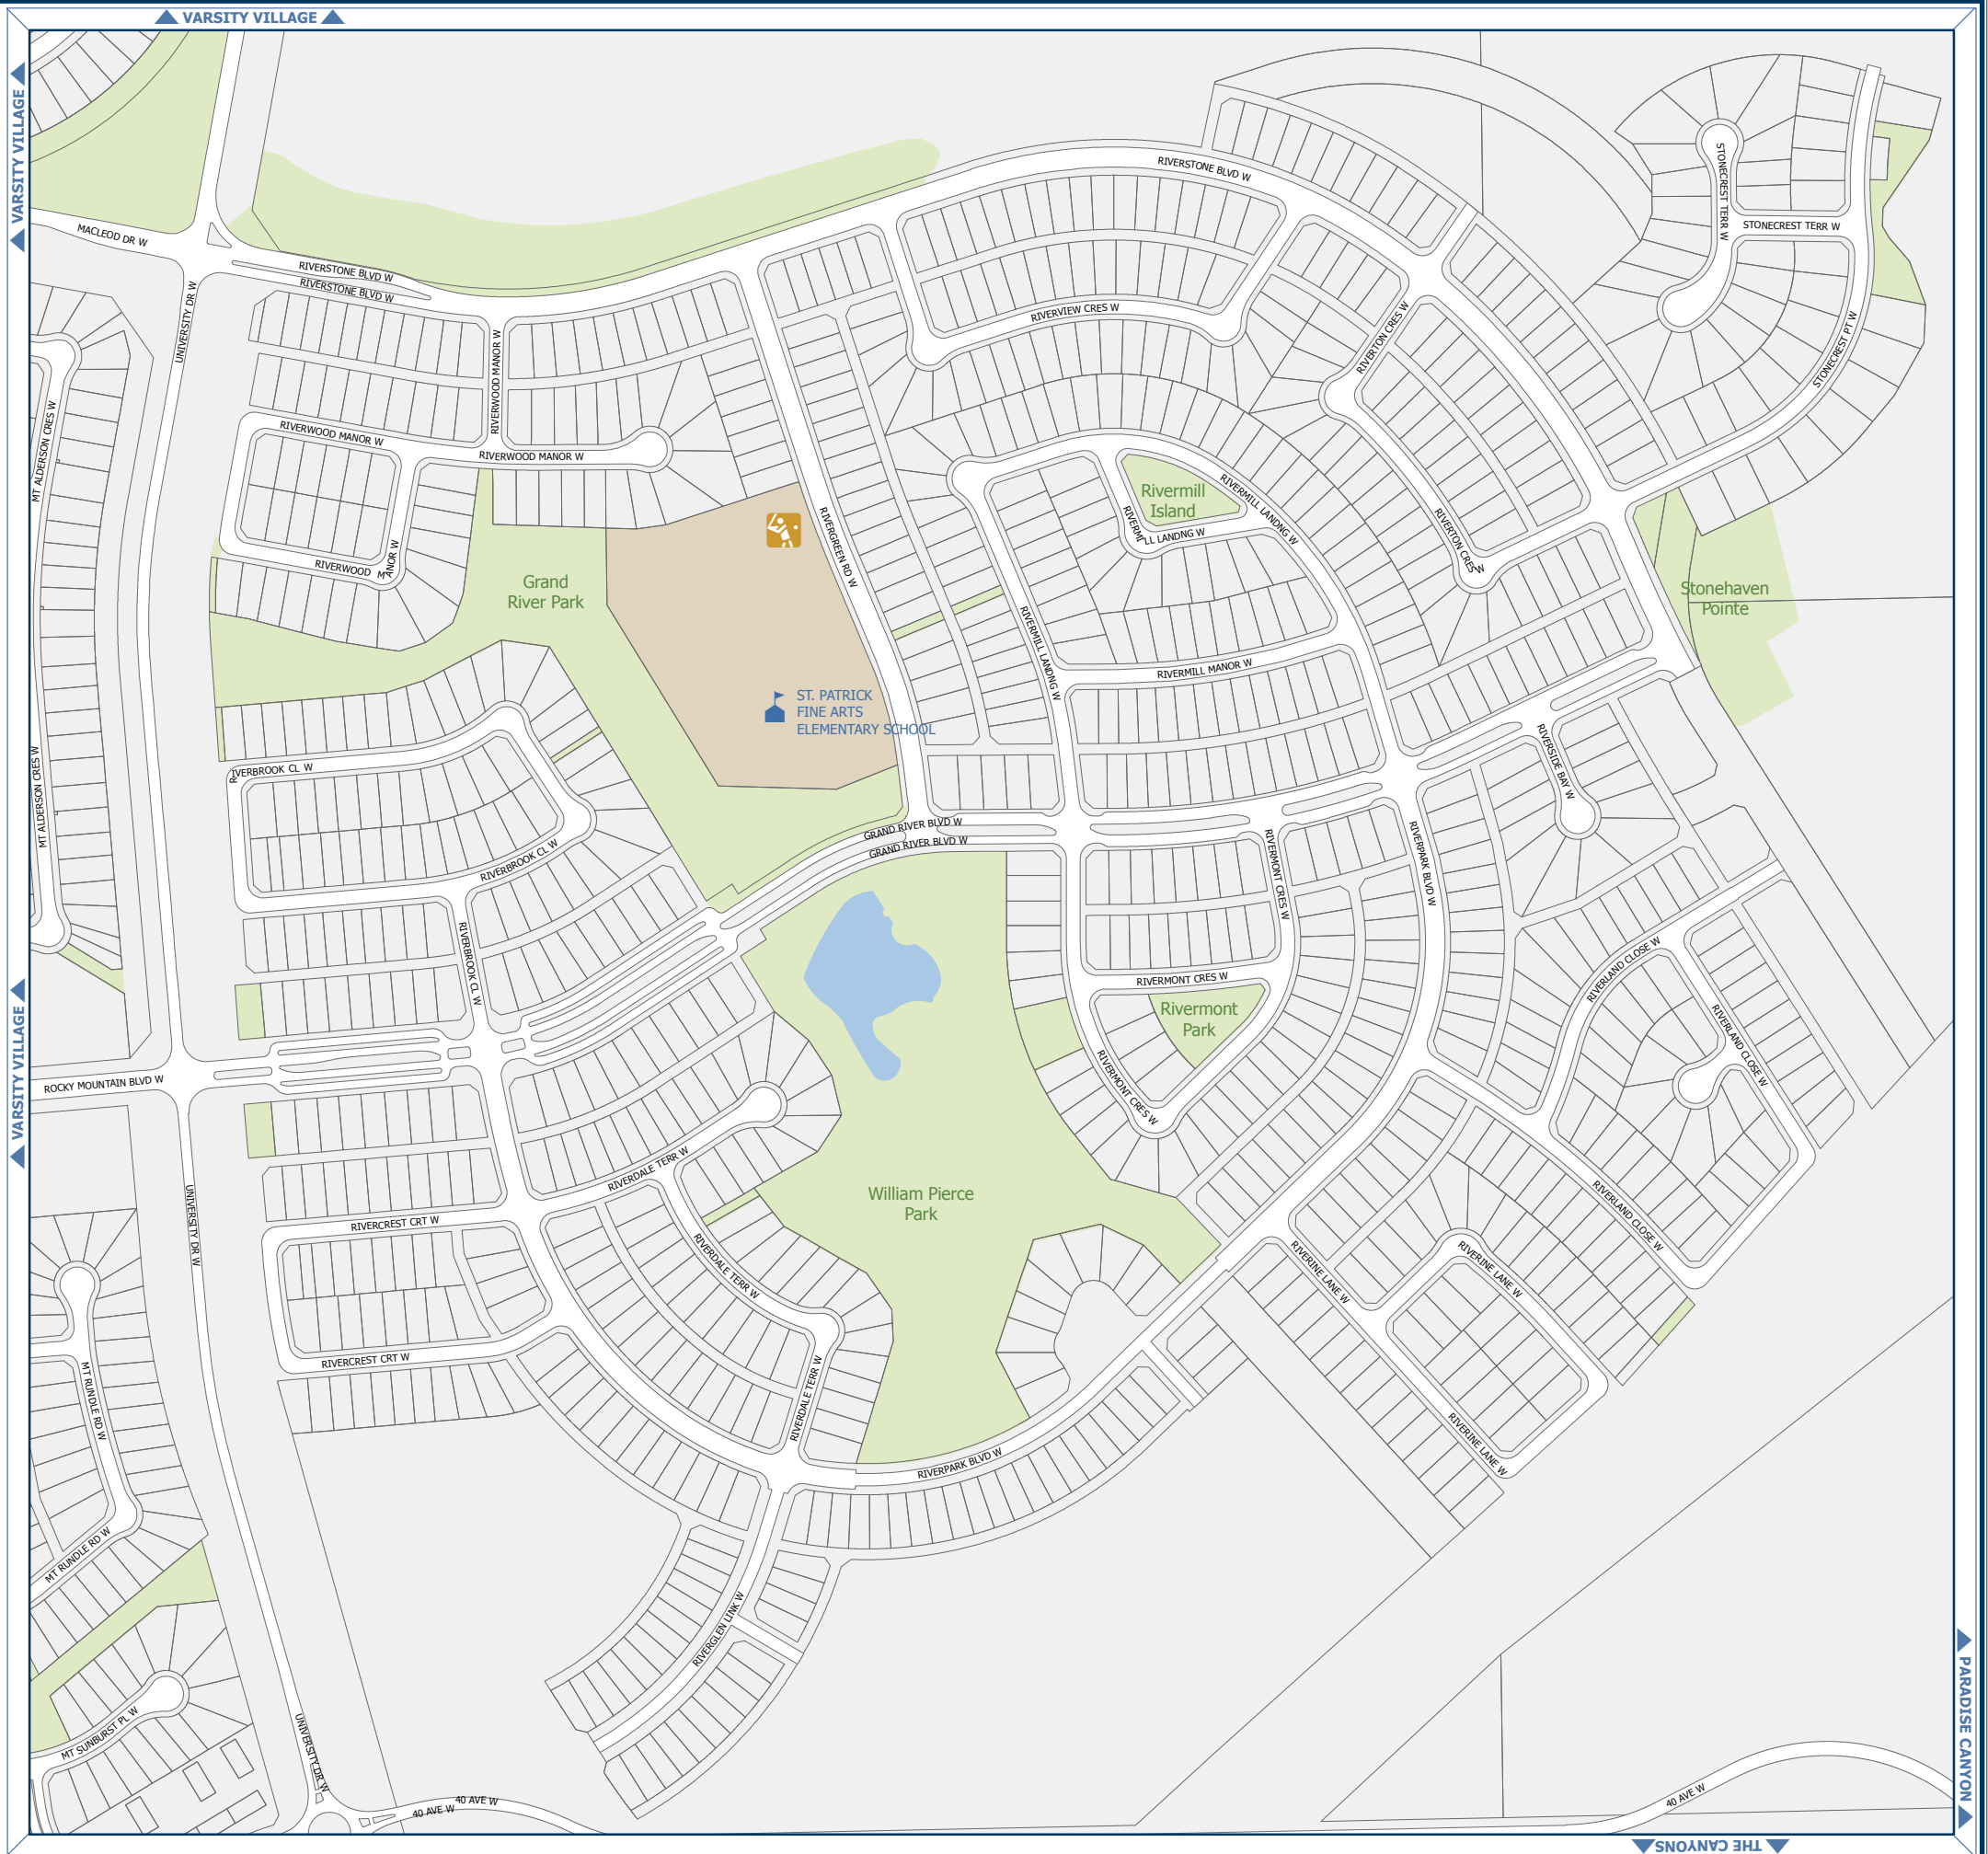 VARSITY VILLAGE
VARSITY VILLAGE
MACLEOD DR W
RIVERSTONE BLVD W
RIVERSTONE BLVD W
RIVERSTONE BLVD W
STONECREST TERR W
STONECREST TERR W
STONECREST PT W
UNIVERSITY DR W
RIVERWOOD MANOR W
RIVERWOOD MANOR W
RIVERWOOD MANOR W
RIVERWOOD MANOR W
RIVERVIEW CRES W
RIVERTON CRES W
RIVERTON CRES W
MT ALDERSON CRES W
MT ALDERSON CRES W
RIVERGREEN RD W
Rivermill
Island
RIVERMILL LANDNG W
RIVERMILL LANDNG W
RIVERMILL LANDNG W
RIVERMILL MANOR W
Grand
River Park
Stonehaven
Pointe
ST. PATRICK
FINE ARTS
ELEMENTARY SCHOOL
RIVERBROOK CL W
RIVERBROOK CL W
RIVERBROOK CL W
GRAND RIVER BLVD W
GRAND RIVER BLVD W
RIVERSIDE BAY W
RIVERPARK BLVD W
RIVERMONT CRES W
RIVERMONT CRES W
RIVERMONT CRES W
Rivermont
Park
RIVERLAND CLOSE W
RIVERLAND CLOSE W
RIVERLAND CLOSE W
VARSITY VILLAGE
ROCKY MOUNTAIN BLVD W
UNIVERSITY DR W
RIVERDALE TERR W
RIVERDALE TERR W
RIVERDALE TERR W
RIVERCREST CRT W
RIVERCREST CRT W
William Pierce
Park
RIVERINE LANE W
RIVERINE LANE W
RIVERINE LANE W
RIVERPARK BLVD W
MT RUNDLE RD W
MT RUNDLE RD W
RIVERGLEN LINK W
MT SUNBURST PL W
UNIVERSITY DR W
40 AVE W
40 AVE W
40 AVE W
PARADISE CANYON
THE CANYONS